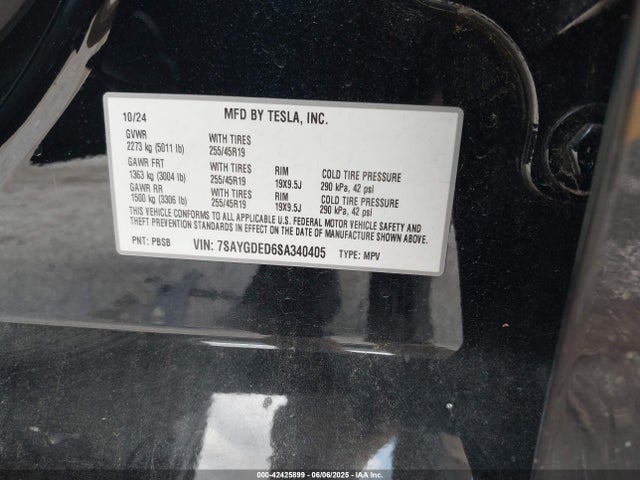 10/24 MFD BY TESLA, INC.
GVWR
2273 kg (5011 lb) WITH TIRES 255/45R19
GAWR FRT
1363 kg (3004 lb) WITH TIRES 255/45R19 RIM 19X9.5J COLD TIRE PRESSURE 290 kPa, 42 psi
GAWR RR
1500 kg (3306 lb) WITH TIRES 255/45R19 RIM 19X9.5J COLD TIRE PRESSURE 290 kPa, 42 psi
THIS VEHICLE CONFORMS TO ALL APPLICABLE U.S. FEDERAL MOTOR VEHICLE SAFETY AND
THEFT PREVENTION STANDARDS IN EFFECT ON THE DATE OF MANUFACTURE SHOWN ABOVE.
PNT: PBSB VIN: 7SAYGDED6SA340405 TYPE: MPV
000-42425899 - 06/06/2025 - IAAI.COM